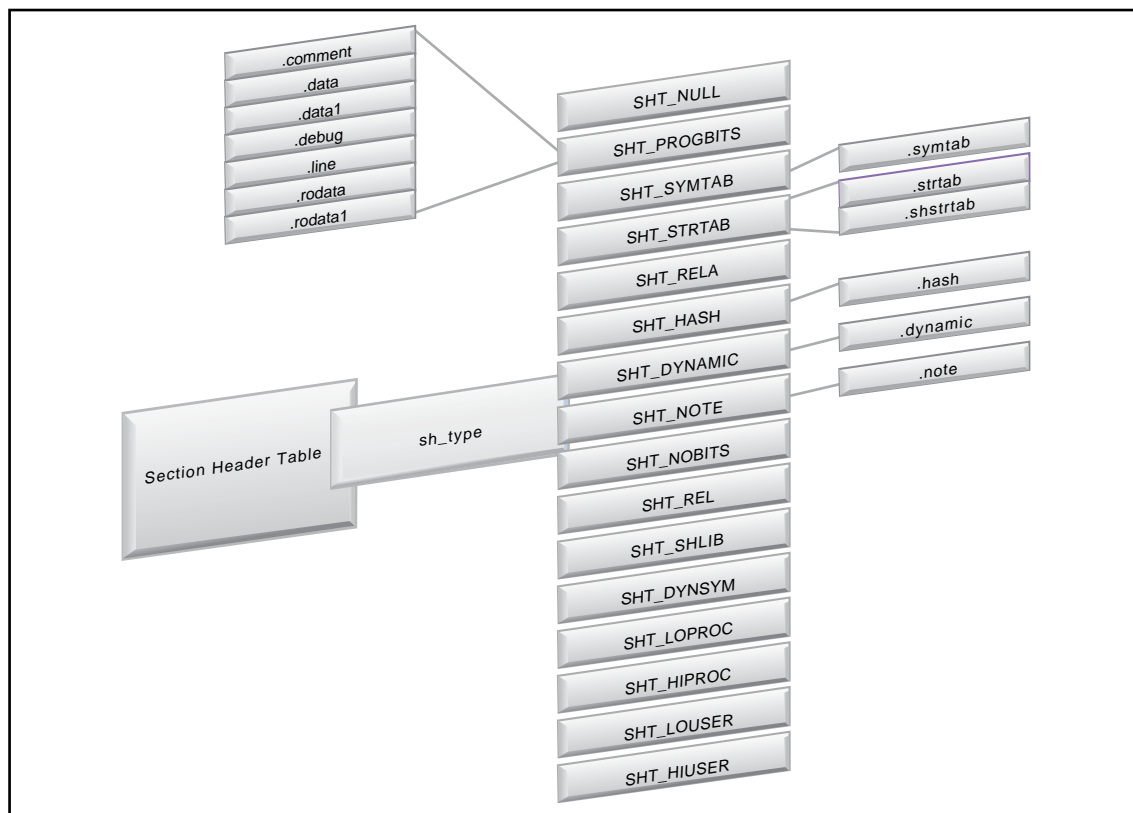 .comment
.data
.data1
.debug
.line
.rodata
.rodata1
Section Header Table
sh_type
SHT_NULL
SHT_PROGBITS
SHT_SYMTAB
SHT_STRTAB
SHT_RELA
SHT_HASH
SHT_DYNAMIC
SHT_NOTE
SHT_NOBITS
SHT_REL
SHT_SHLIB
SHT_DYNSYM
SHT_LOPROC
SHT_HIPROC
SHT_LOUSER
SHT_HIUSER
.symtab
.strtab
.shstrtab
.hash
.dynamic
.note